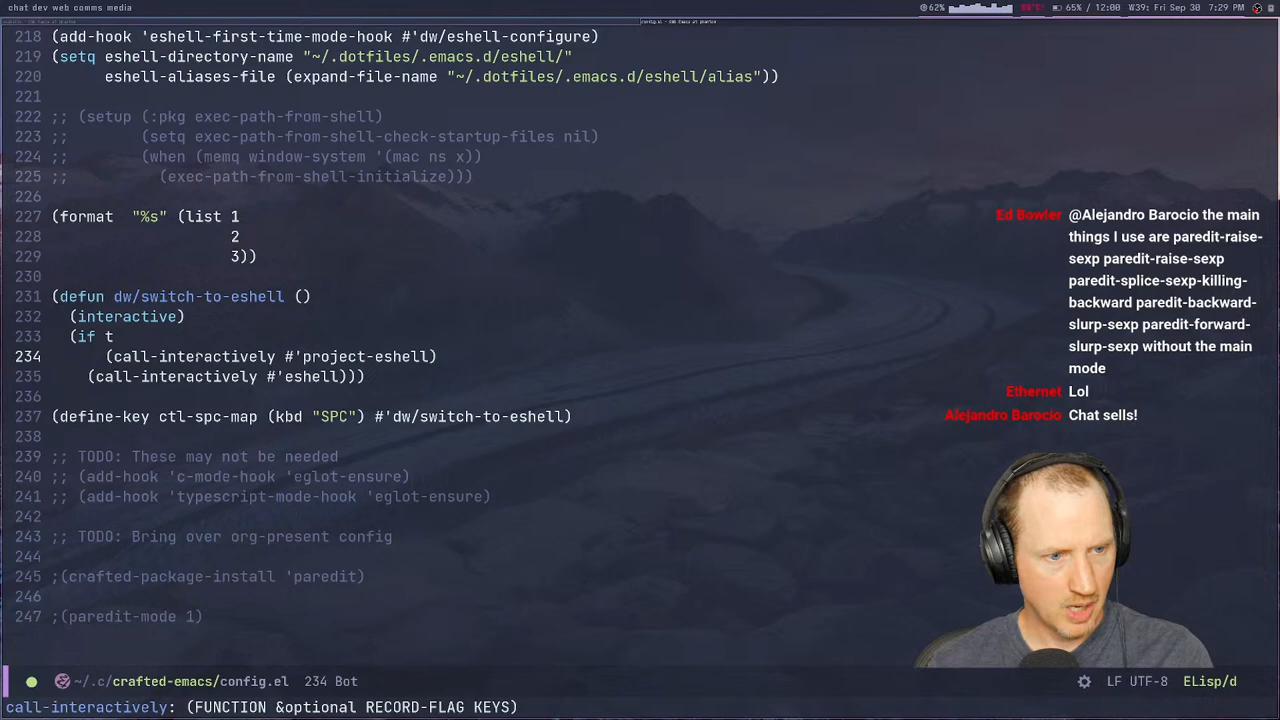 chat dev web comms media
62%
65% / 12:00
W39: Fri Sep 30
7:29 PM
218 (add-hook 'eshell-first-time-mode-hook #'dw/eshell-configure)
219 (setq eshell-directory-name "~/.dotfiles/.emacs.d/eshell/"
220       eshell-aliases-file (expand-file-name "~/.dotfiles/.emacs.d/eshell/alias"))
221
222 ;; (setup (:pkg exec-path-from-shell)
223 ;;        (setq exec-path-from-shell-check-startup-files nil)
224 ;;        (when (memq window-system '(mac ns x))
225 ;;          (exec-path-from-shell-initialize)))
226
227 (format  "%s" (list 1
228                     2
229                     3))
230
231 (defun dw/switch-to-eshell ()
232   (interactive)
233   (if t
234       (call-interactively #'project-eshell)
235     (call-interactively #'eshell)))
236
237 (define-key ctl-spc-map (kbd "SPC") #'dw/switch-to-eshell)
238
239 ;; TODO: These may not be needed
240 ;; (add-hook 'c-mode-hook 'eglot-ensure)
241 ;; (add-hook 'typescript-mode-hook 'eglot-ensure)
242
243 ;; TODO: Bring over org-present config
244
245 ;(crafted-package-install 'paredit)
246
247 ;(paredit-mode 1)
Ed Bowler @Alejandro Barocio the main
things I use are paredit-raise-
sexp paredit-raise-sexp
paredit-splice-sexp-killing-
backward paredit-backward-
slurp-sexp paredit-forward-
slurp-sexp without the main
mode
Ethernet Lol
Alejandro Barocio Chat sells!
~/.c/crafted-emacs/config.el 234 Bot
LF UTF-8 ELisp/d
call-interactively: (FUNCTION &optional RECORD-FLAG KEYS)